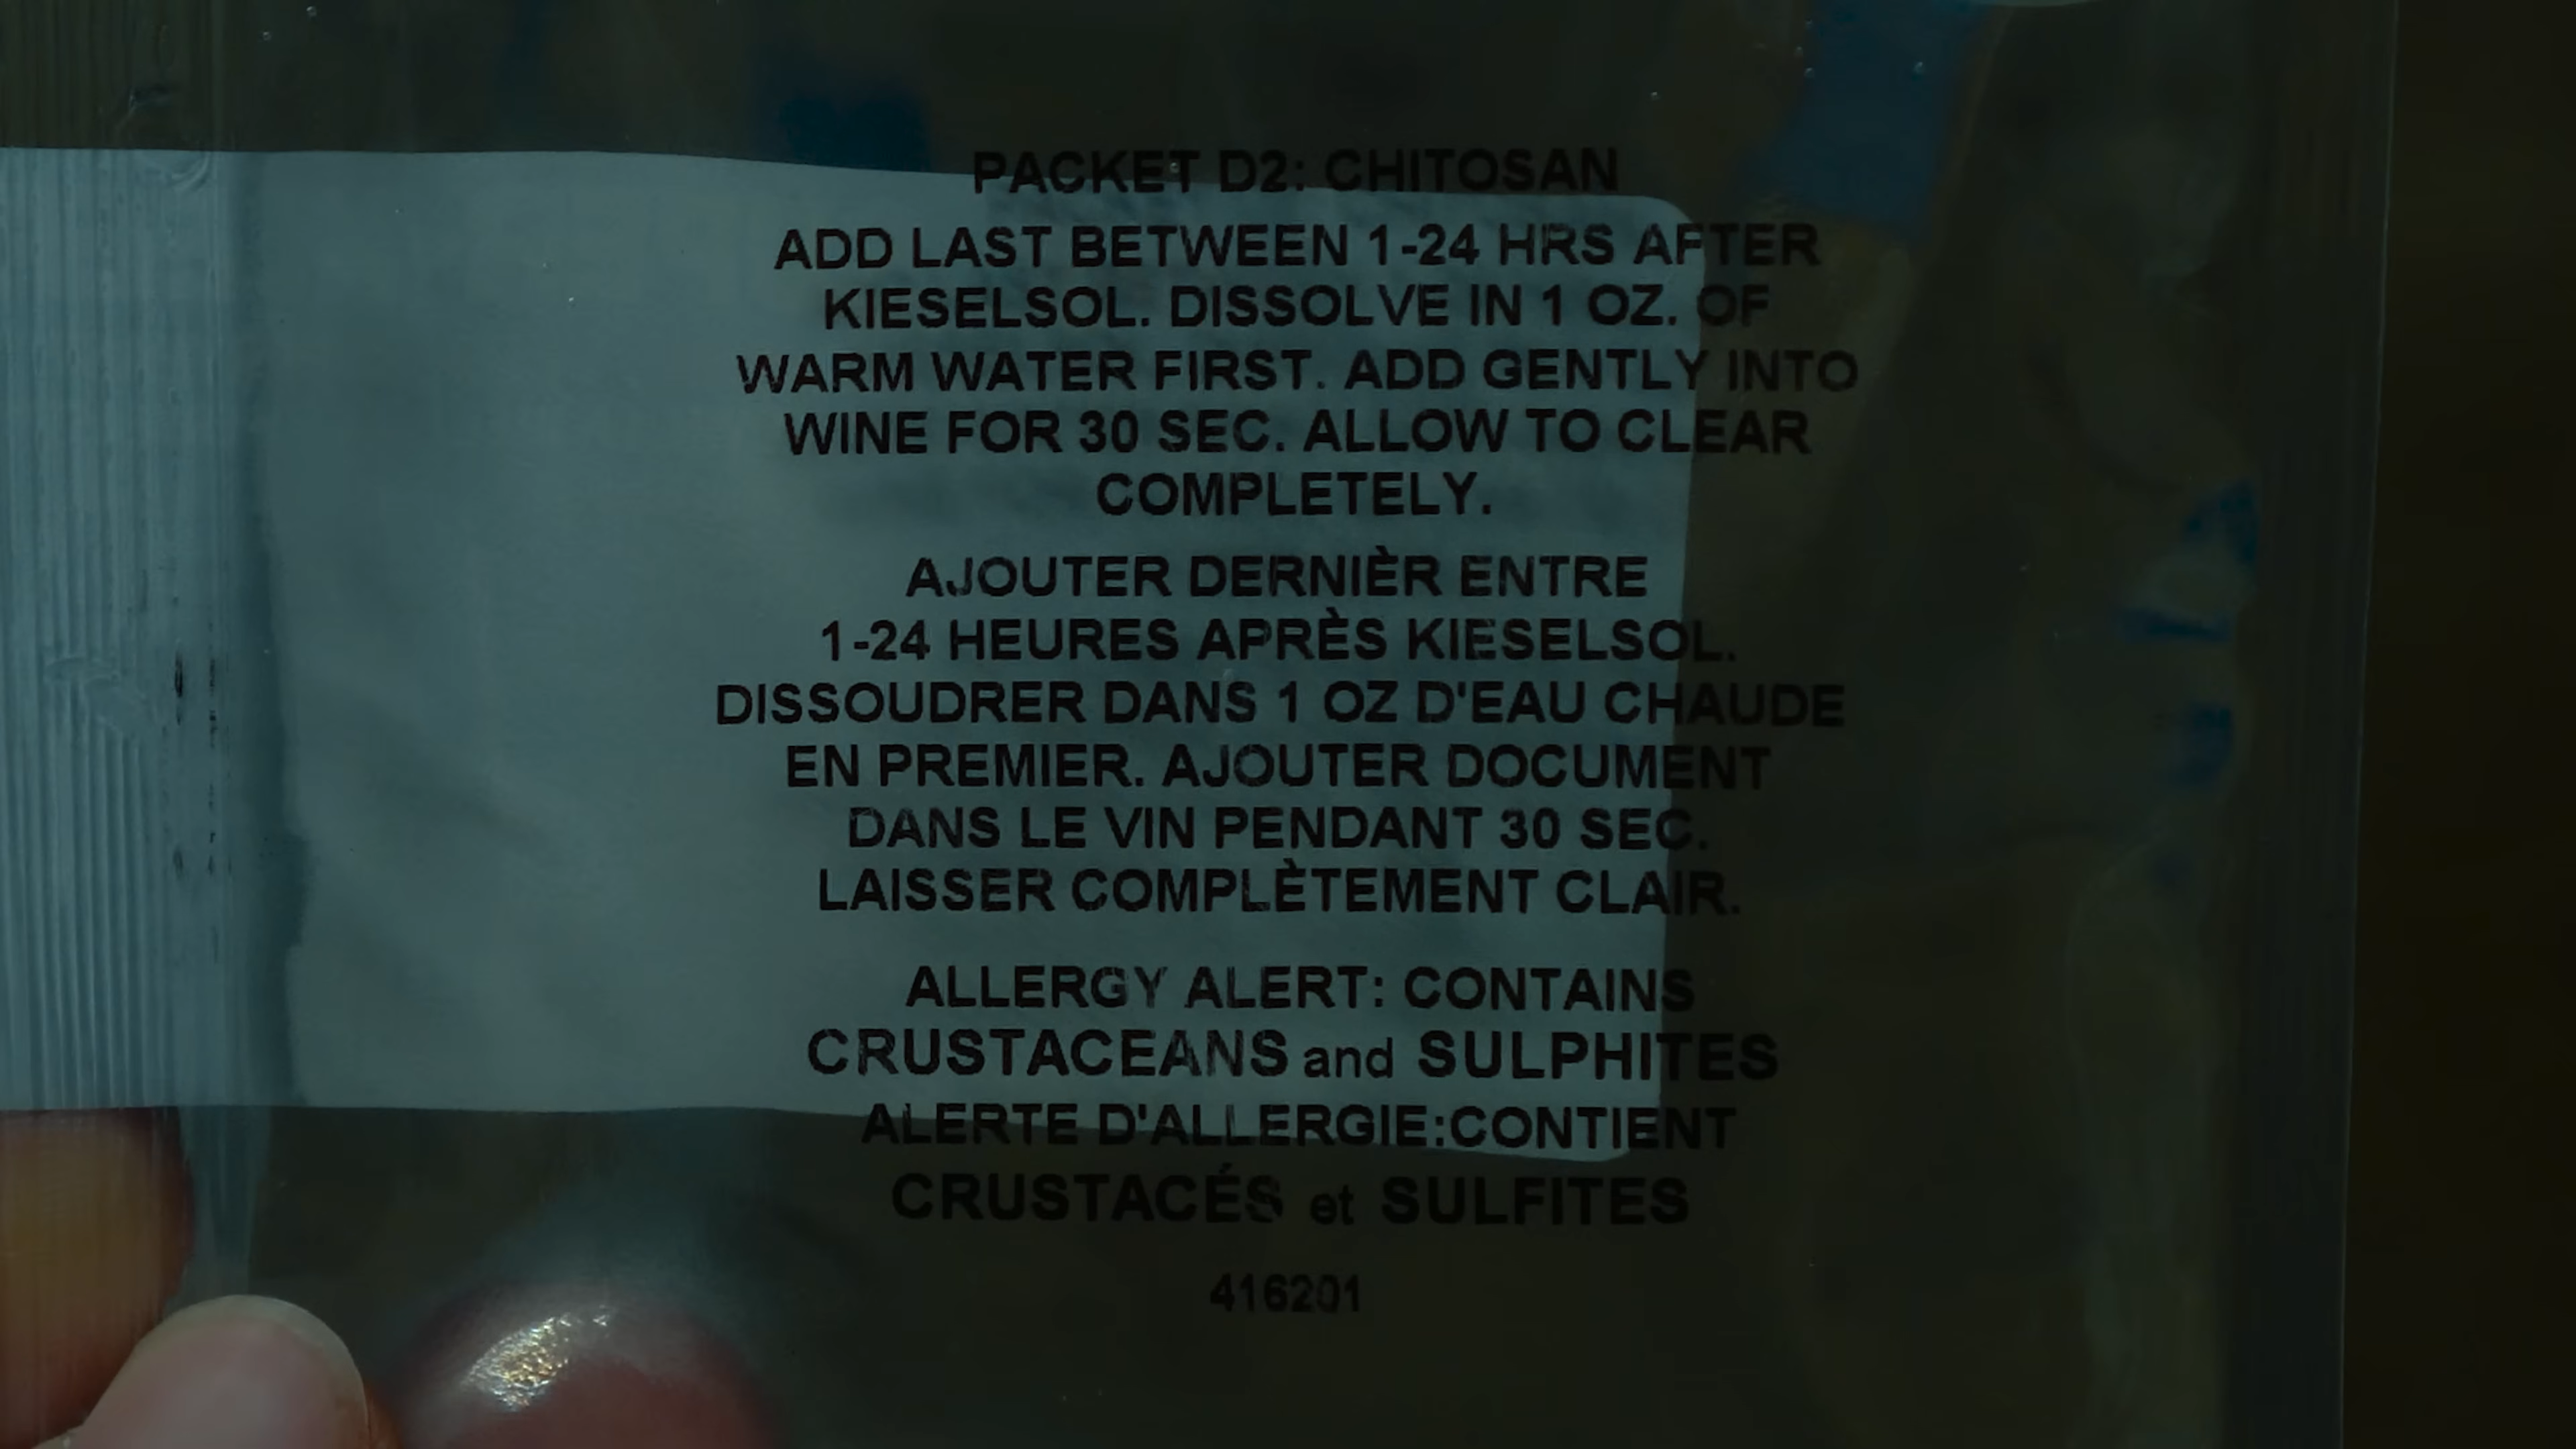 PACKET D2: CHITOSAN
ADD LAST BETWEEN 1-24 HRS AFTER
KIESELSOL. DISSOLVE IN 1 OZ. OF
WARM WATER FIRST. ADD GENTLY INTO
WINE FOR 30 SEC. ALLOW TO CLEAR
COMPLETELY.
AJOUTER DERNIÈR ENTRE
1-24 HEURES APRÈS KIESELSOL.
DISSOUDRER DANS 1 OZ D'EAU CHAUDE
EN PREMIER. AJOUTER DOCUMENT
DANS LE VIN PENDANT 30 SEC.
LAISSER COMPLÈTEMENT CLAIR.
ALLERGY ALERT: CONTAINS
CRUSTACEANS and SULPHITES
ALERTE D'ALLERGIE:CONTIENT
CRUSTACÉS et SULFITES
416201